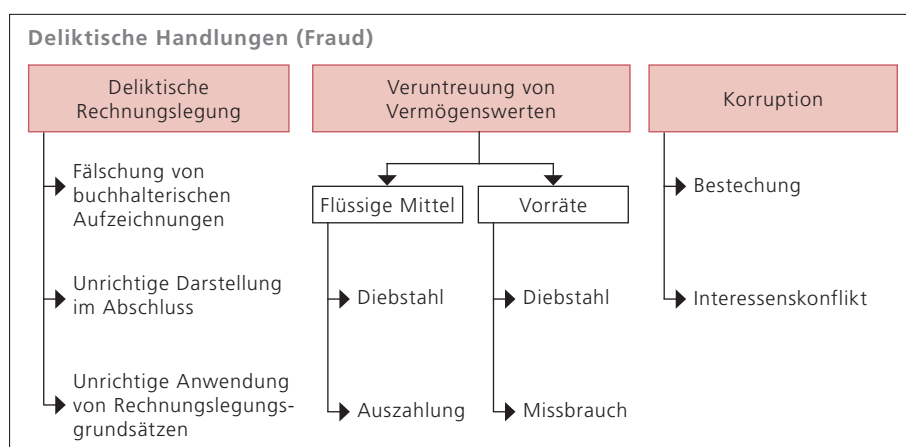 Deliktische Handlungen (Fraud)
Deliktische
Rechnungslegung
Fälschung von
buchhalterischen
Aufzeichnungen
Unrichtige Darstellung
im Abschluss
Unrichtige Anwendung
von Rechnungslegungs-
grundsätzen
Veruntreuung von
Vermögenswerten
Flüssige Mittel
Diebstahl
Auszahlung
Vorräte
Diebstahl
Missbrauch
Korruption
Bestechung
Interessenskonflikt